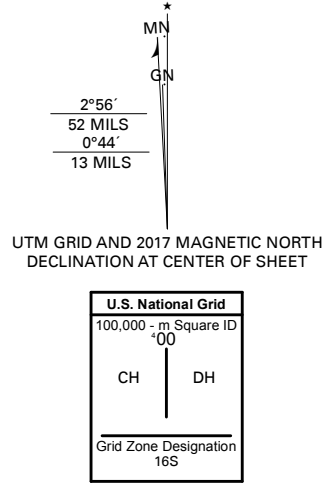 ★
MN
GN
2°56´
52 MILS
0°44´
13 MILS
UTM GRID AND 2017 MAGNETIC NORTH
DECLINATION AT CENTER OF SHEET
U.S. National Grid
100,000 - m Square ID
⁴00
CH DH
Grid Zone Designation
16S